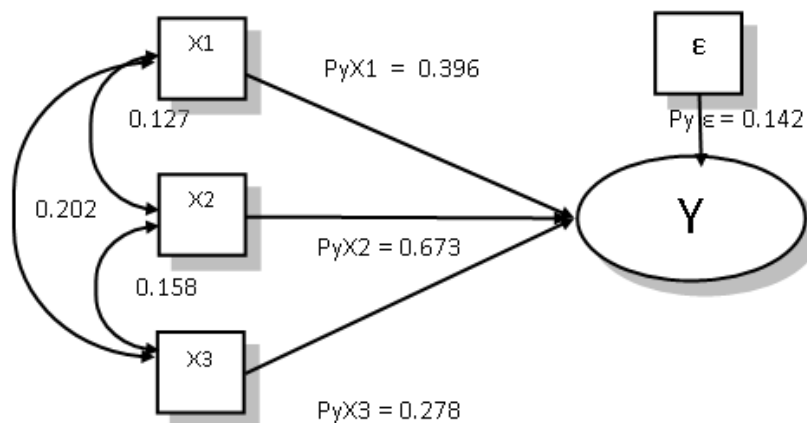 X1
ε
PyX1 = 0.396
0.127
Py ε = 0.142
X2
0.202
Y
PyX2 = 0.673
0.158
X3
PyX3 = 0.278